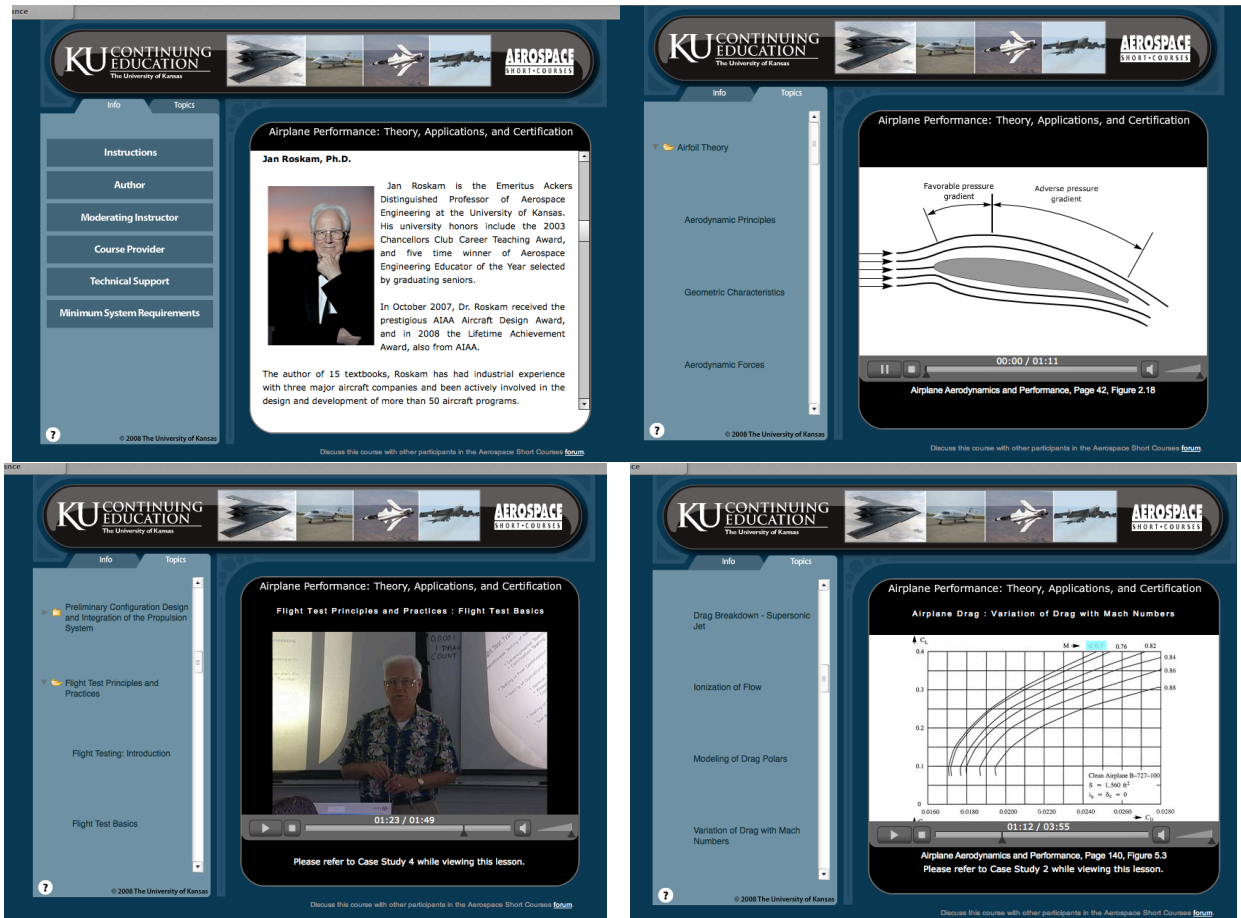 ance
KU CONTINUING
EDUCATION
The University of Kansas
AEROSPACE
SHORT•COURSES
Info
Topics
Instructions
Author
Moderating Instructor
Course Provider
Technical Support
Minimum System Requirements
?
© 2008 The University of Kansas
Airplane Performance: Theory, Applications, and Certification
Jan Roskam, Ph.D.
Jan Roskam is the Emeritus Ackers
Distinguished Professor of Aerospace
Engineering at the University of Kansas.
His university honors include the 2003
Chancellors Club Career Teaching Award,
and five time winner of Aerospace
Engineering Educator of the Year selected
by graduating seniors.
In October 2007, Dr. Roskam received the
prestigious AIAA Aircraft Design Award,
and in 2008 the Lifetime Achievement
Award, also from AIAA.
The author of 15 textbooks, Roskam has had industrial experience
with three major aircraft companies and been actively involved in the
design and development of more than 50 aircraft programs.
Discuss this course with other participants in the Aerospace Short Courses forum.
KU CONTINUING
EDUCATION
The University of Kansas
AEROSPACE
SHORT•COURSES
Info
Topics
Airfoil Theory
Aerodynamic Principles
Geometric Characteristics
Aerodynamic Forces
?
© 2008 The University of Kansas
Airplane Performance: Theory, Applications, and Certification
Favorable pressure
gradient
Adverse pressure
gradient
00:00 / 01:11
Airplane Aerodynamics and Performance, Page 42, Figure 2.18
Discuss this course with other participants in the Aerospace Short Courses forum.
ance
KU CONTINUING
EDUCATION
The University of Kansas
AEROSPACE
SHORT•COURSES
Info
Topics
Preliminary Configuration Design
and Integration of the Propulsion
System
Flight Test Principles and
Practices
Flight Testing: Introduction
Flight Test Basics
?
© 2008 The University of Kansas
Airplane Performance: Theory, Applications, and Certification
Flight Test Principles and Practices : Flight Test Basics
0.0001
1 DRAG
COUNT
01:23 / 01:49
Please refer to Case Study 4 while viewing this lesson.
Discuss this course with other participants in the Aerospace Short Courses forum.
ce
KU CONTINUING
EDUCATION
The University of Kansas
AEROSPACE
SHORT•COURSES
Info
Topics
Drag Breakdown - Supersonic
Jet
Ionization of Flow
Modeling of Drag Polars
Variation of Drag with Mach
Numbers
?
© 2008 The University of Kansas
Airplane Performance: Theory, Applications, and Certification
Airplane Drag : Variation of Drag with Mach Numbers
CL
M
0.76
0.82
0.84
0.86
0.88
0.4
0.3
0.2
0.1
0
Clean Airplane B-727-100
S = 1,560 ft²
0.0160
0.0180
0.0200
0.0220
0.0240
0.0260
0.0280
CD
01:12 / 03:55
Airplane Aerodynamics and Performance, Page 140, Figure 5.3
Please refer to Case Study 2 while viewing this lesson.
Discuss this course with other participants in the Aerospace Short Courses forum.